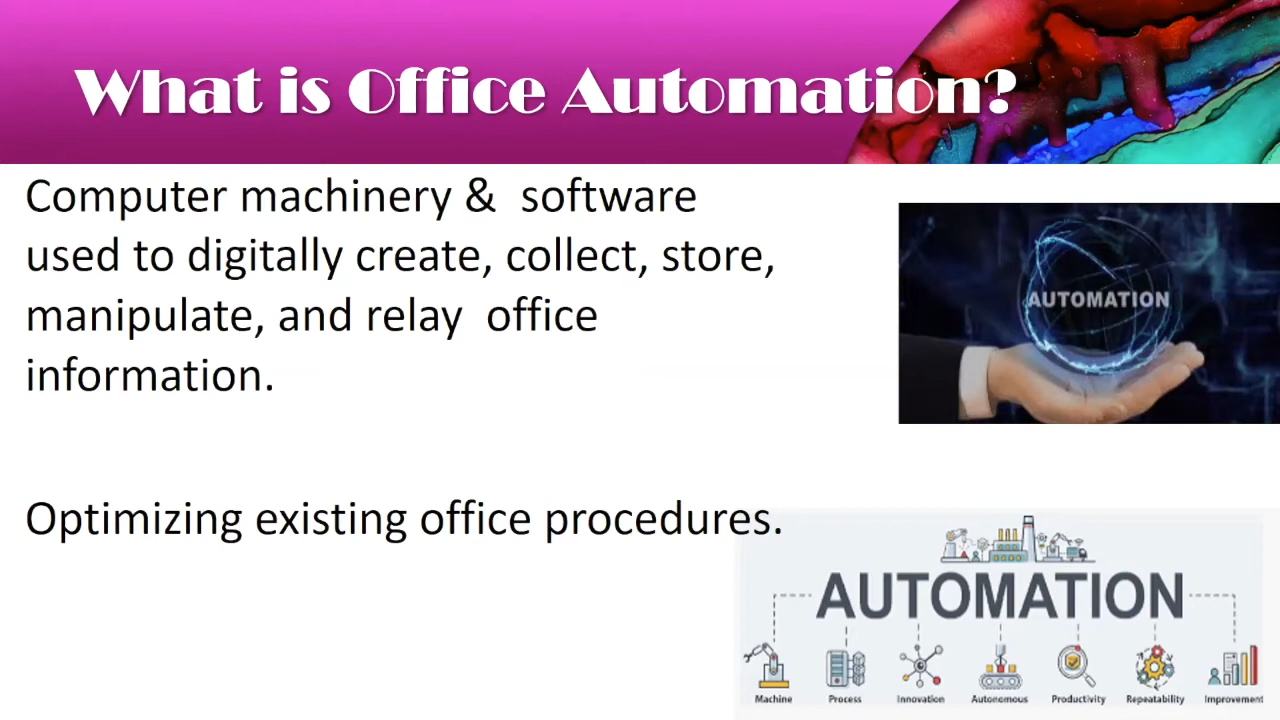 What is Office Automation?
Computer machinery &  software
used to digitally create, collect, store,
manipulate, and relay  office
information.
AUTOMATION
Optimizing existing office procedures.
AUTOMATION
Machine Process Innovation Autonomous Productivity Repeatability Improvement